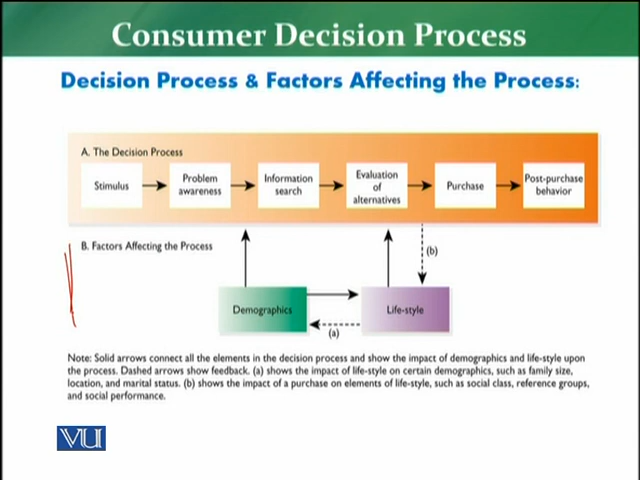 Consumer Decision Process
Decision Process & Factors Affecting the Process:
A. The Decision Process
Stimulus
Problem
awareness
Information
search
Evaluation
of
alternatives
Purchase
Post-purchase
behavior
B. Factors Affecting the Process
(b)
Demographics
Life-style
(a)
Note: Solid arrows connect all the elements in the decision process and show the impact of demographics and life-style upon
the process. Dashed arrows show feedback. (a) shows the impact of life-style on certain demographics, such as family size,
location, and marital status. (b) shows the impact of a purchase on elements of life-style, such as social class, reference groups,
and social performance.
VU